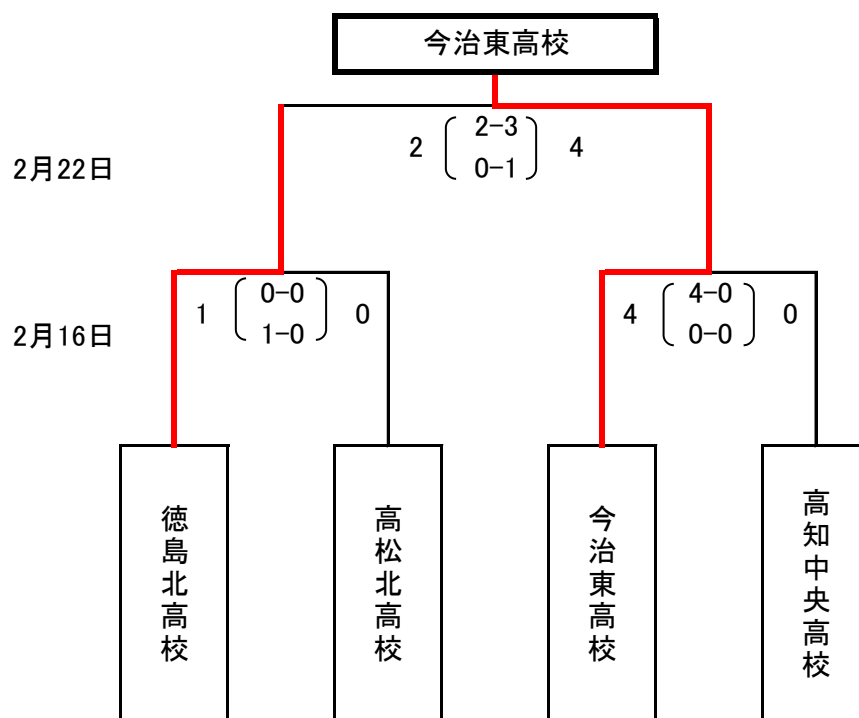 今治東高校
2月22日
2 2-3 4
0-1
2月16日
1 0-0 0
1-0
4 4-0 0
0-0
徳島北高校
高松北高校
今治東高校
高知中央高校